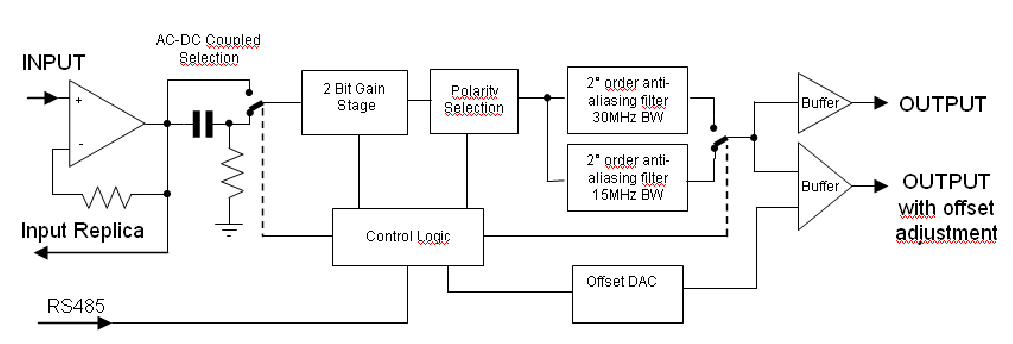 AC-DC Coupled
Selection
INPUT
+
-
2 Bit Gain
Stage
Polarity
Selection
2° order anti-
aliasing filter
30MHz BW
2° order anti-
aliasing filter
15MHz BW
Buffer
OUTPUT
Buffer
OUTPUT
with offset
adjustment
Input Replica
Control Logic
Offset DAC
RS485